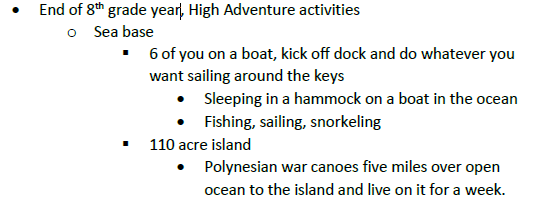 • End of 8th grade year, High Adventure activities
o Sea base
▪ 6 of you on a boat, kick off dock and do whatever you
want sailing around the keys
• Sleeping in a hammock on a boat in the ocean
• Fishing, sailing, snorkeling
▪ 110 acre island
• Polynesian war canoes five miles over open
ocean to the island and live on it for a week.